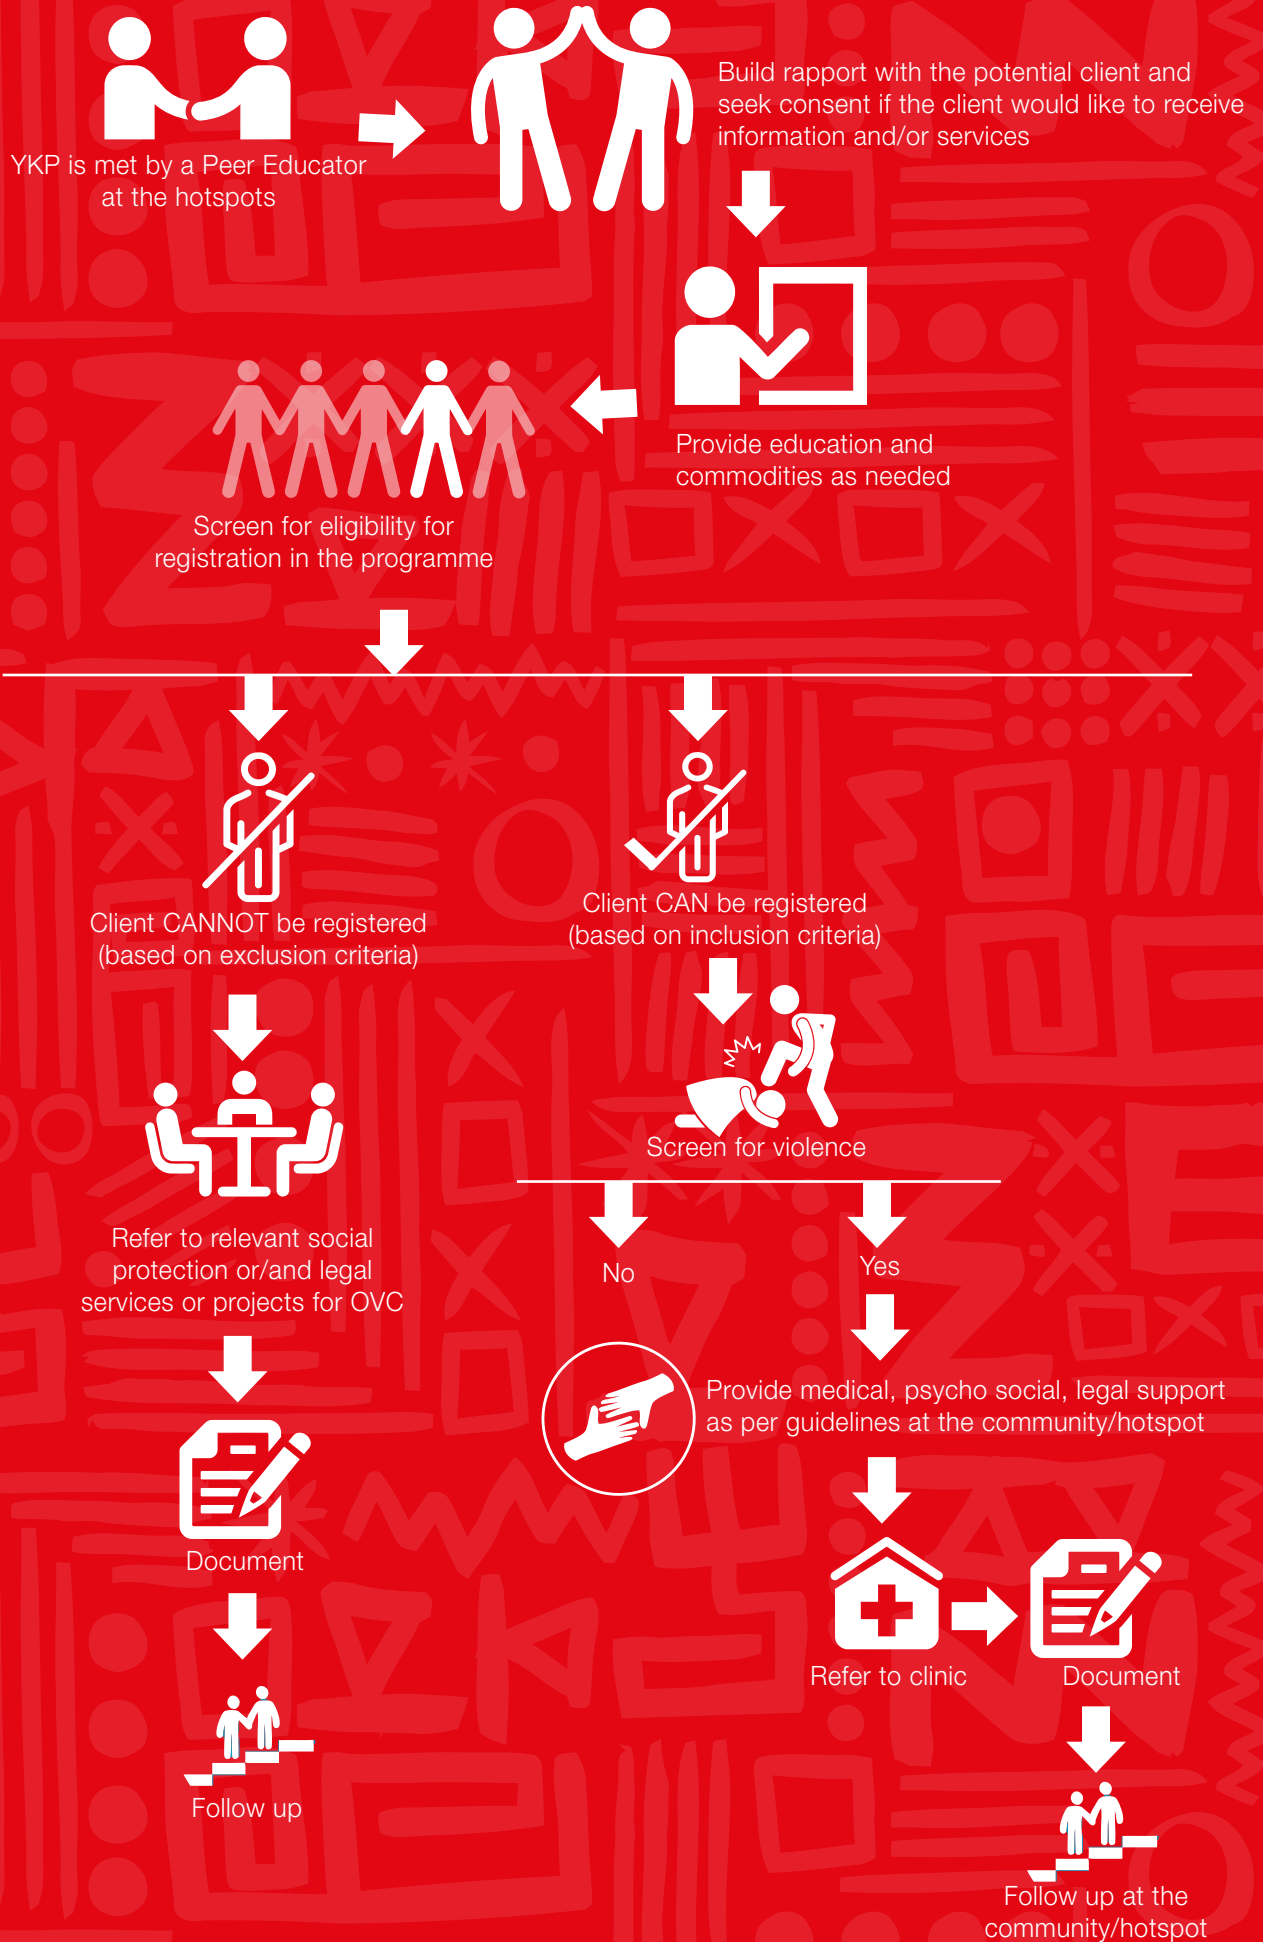 YKP is met by a Peer Educator
at the hotspots
Build rapport with the potential client and
seek consent if the client would like to receive
information and/or services
Provide education and
commodities as needed
Screen for eligibility for
registration in the programme
Client CANNOT be registered
(based on exclusion criteria)
Client CAN be registered
(based on inclusion criteria)
Screen for violence
Refer to relevant social
protection or/and legal
services or projects for OVC
No
Yes
Provide medical, psycho social, legal support
as per guidelines at the community/hotspot
Document
Refer to clinic
Document
Follow up
Follow up at the
community/hotspot